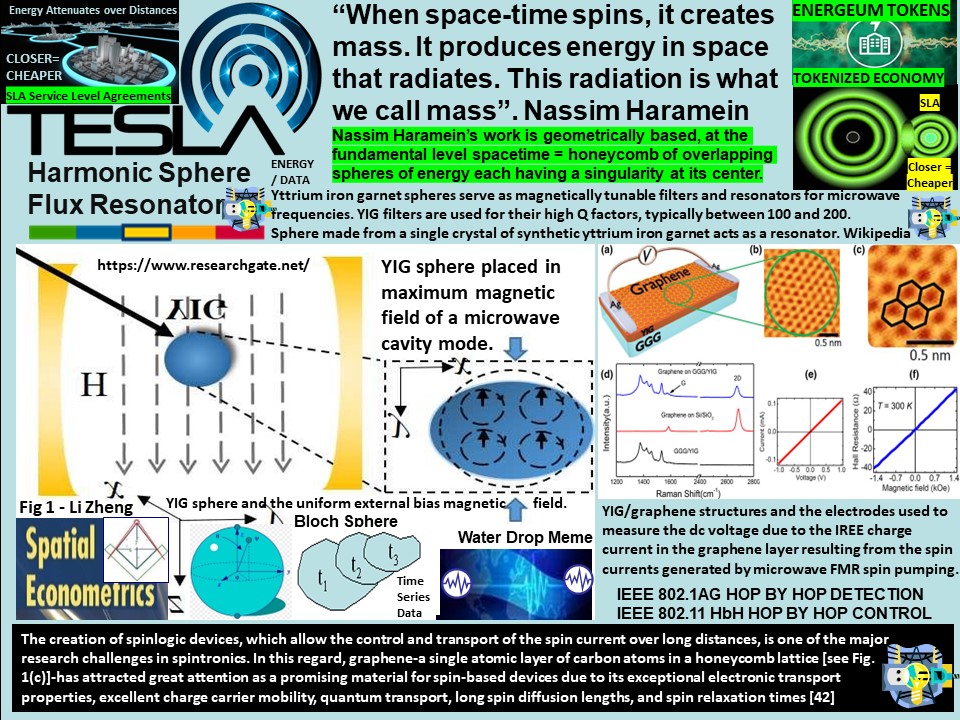 Energy Attenuates over Distances
CLOSER=
CHEAPER
SLA Service Level Agreements
TESLA
Harmonic Sphere
Flux Resonator
ENERGY
/ DATA
“When space-time spins, it creates
mass. It produces energy in space
that radiates. This radiation is what
we call mass”. Nassim Haramein
Nassim Haramein’s work is geometrically based, at the
fundamental level spacetime = honeycomb of overlapping
spheres of energy each having a singularity at its center.
ENERGEUM TOKENS
TOKENIZED ECONOMY
SLA
Closer =
Cheaper
Yttrium iron garnet spheres serve as magnetically tunable filters and resonators for microwave
frequencies. YIG filters are used for their high Q factors, typically between 100 and 200.
Sphere made from a single crystal of synthetic yttrium iron garnet acts as a resonator. Wikipedia
https://www.researchgate.net/
YIG
H
YIG sphere placed in
maximum magnetic
field of a microwave
cavity mode.
Fig 1 - Li Zheng
YIG sphere and the uniform external bias magnetic field.
(a)
V
Ag
Graphene
Ag
YIG
GGG
(b)
0.5 nm
(c)
0.5 nm
(d)
Graphene on GGG/YIG
G
2D
Graphene on Si/SiO2
GGG/YIG
Intensity(a.u.)
1200 1400 1600 1800 2400 2600 2800
Raman Shift(cm-1)
(e)
Current (mA)
0.1
0.0
-0.1
-1.0 -0.5 0.0 0.5 1.0
Voltage (V)
(f)
T = 300 K
Hall Resistance (Ω)
40
20
0
-20
-40
-1.4 -0.7 0.0 0.7 1.4
Magnetic field (kOe)
Spatial
Econometrics
Bloch Sphere
t1
t2
t3
Time
Series
Data
Water Drop Meme
YIG/graphene structures and the electrodes used to
measure the dc voltage due to the IREE charge
current in the graphene layer resulting from the spin
currents generated by microwave FMR spin pumping.
IEEE 802.1AG HOP BY HOP DETECTION
IEEE 802.11 HbH HOP BY HOP CONTROL
The creation of spinlogic devices, which allow the control and transport of the spin current over long distances, is one of the major
research challenges in spintronics. In this regard, graphene-a single atomic layer of carbon atoms in a honeycomb lattice [see Fig.
1(c)]-has attracted great attention as a promising material for spin-based devices due to its exceptional electronic transport
properties, excellent charge carrier mobility, quantum transport, long spin diffusion lengths, and spin relaxation times [42]